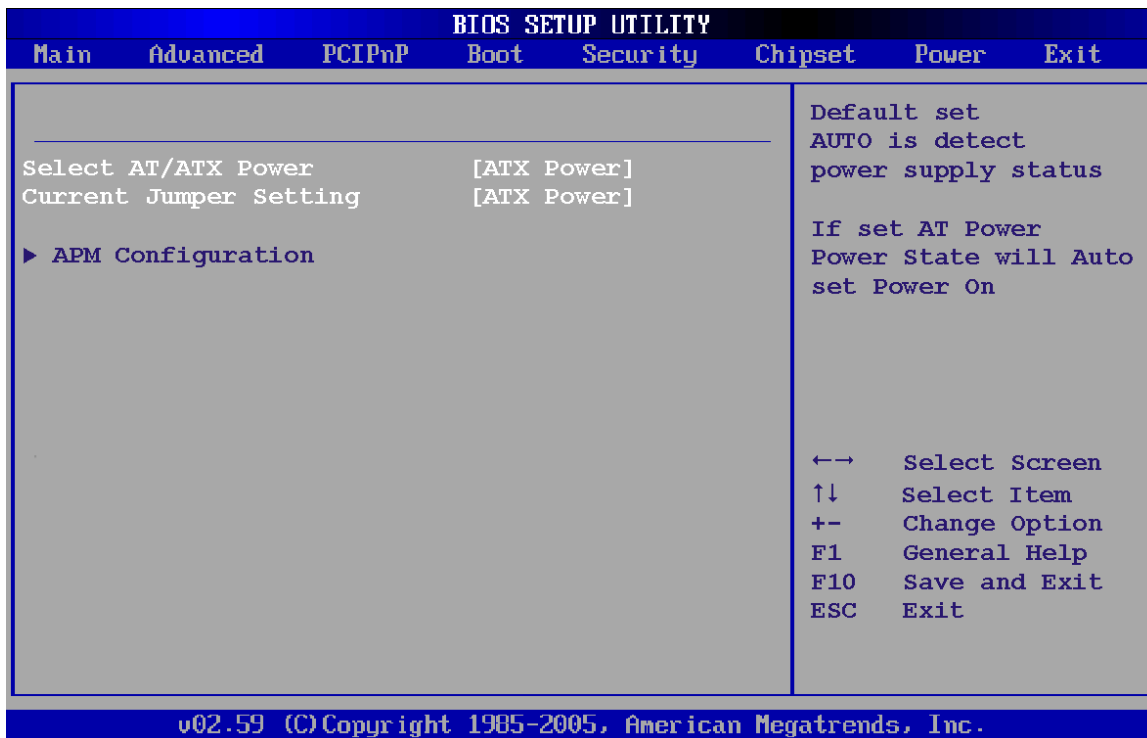 BIOS SETUP UTILITY
Main Advanced PCIPnP Boot Security Chipset Power Exit
Select AT/ATX Power [ATX Power]
Current Jumper Setting [ATX Power]
▶ APM Configuration
Default set
AUTO is detect
power supply status
If set AT Power
Power State will Auto
set Power On
←→ Select Screen
↑↓ Select Item
+- Change Option
F1 General Help
F10 Save and Exit
ESC Exit
v02.59 (C)Copyright 1985-2005, American Megatrends, Inc.